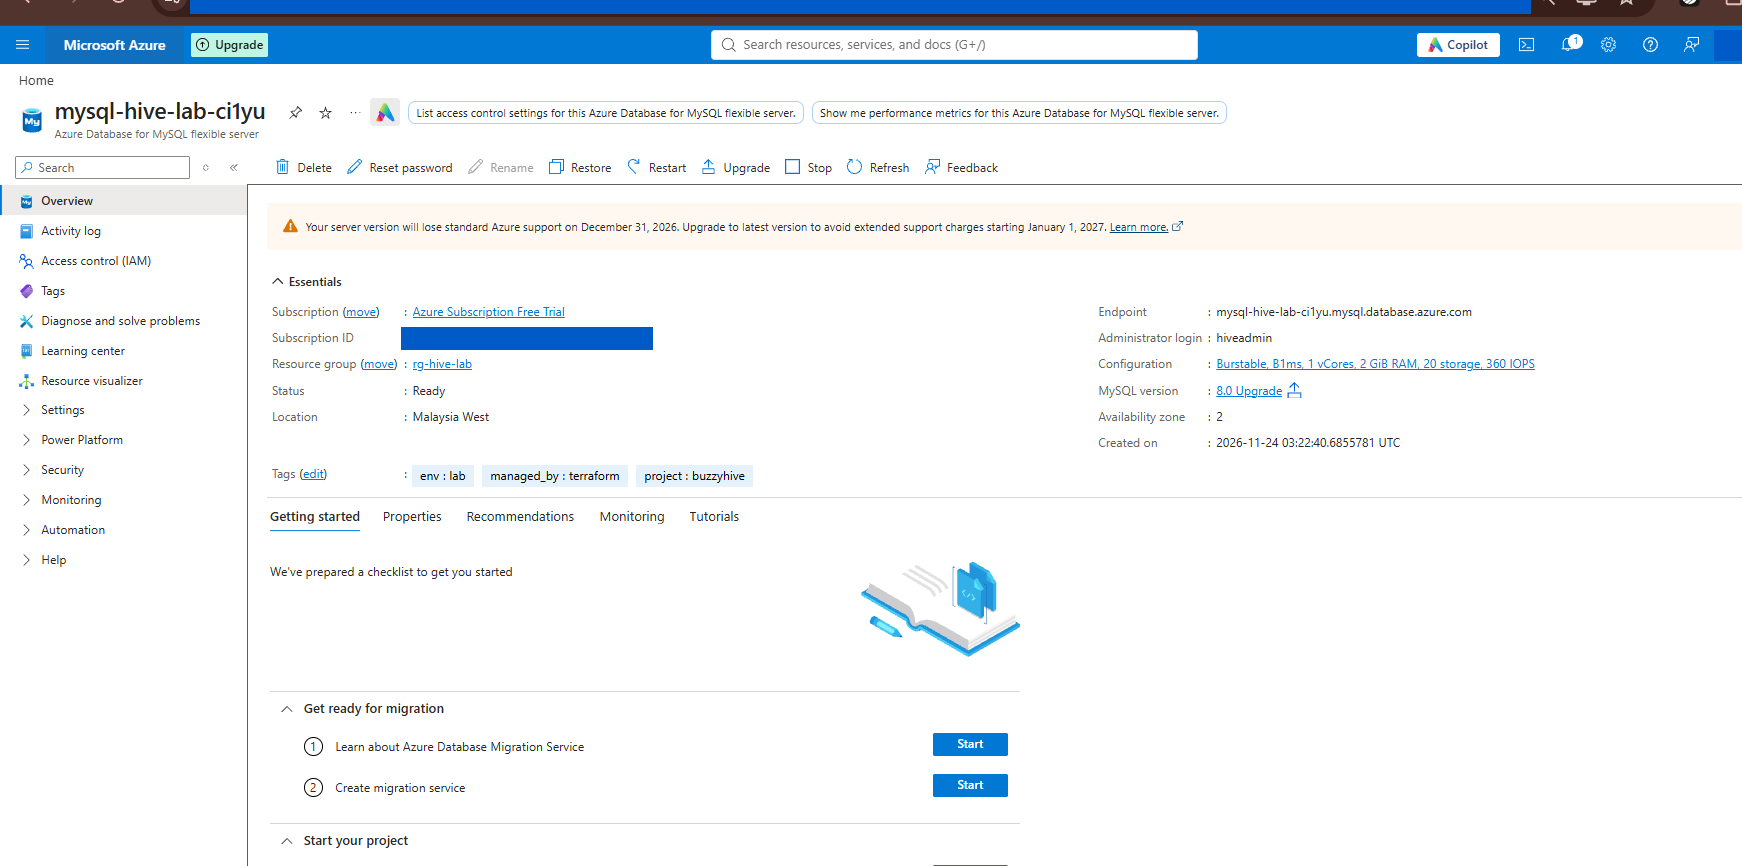 Microsoft Azure
Upgrade
Search resources, services, and docs (G+/)
Copilot
1
Home
mysql-hive-lab-ci1yu
Azure Database for MySQL flexible server
List access control settings for this Azure Database for MySQL flexible server.
Show me performance metrics for this Azure Database for MySQL flexible server.
Search
Delete
Reset password
Rename
Restore
Restart
Upgrade
Stop
Refresh
Feedback
Overview
Activity log
Access control (IAM)
Tags
Diagnose and solve problems
Learning center
Resource visualizer
Settings
Power Platform
Security
Monitoring
Automation
Help
Your server version will lose standard Azure support on December 31, 2026. Upgrade to latest version to avoid extended support charges starting January 1, 2027. Learn more.
Essentials
Subscription (move) : Azure Subscription Free Trial
Subscription ID
Resource group (move) : rg-hive-lab
Status : Ready
Location : Malaysia West
Endpoint : mysql-hive-lab-ci1yu.mysql.database.azure.com
Administrator login : hiveadmin
Configuration : Burstable, B1ms, 1 vCores, 2 GiB RAM, 20 storage, 360 IOPS
MySQL version : 8.0 Upgrade
Availability zone : 2
Created on : 2026-11-24 03:22:40.6855781 UTC
Tags (edit) : env : lab managed_by : terraform project : buzzyhive
Getting started
Properties
Recommendations
Monitoring
Tutorials
We've prepared a checklist to get you started
Get ready for migration
1 Learn about Azure Database Migration Service
Start
2 Create migration service
Start
Start your project